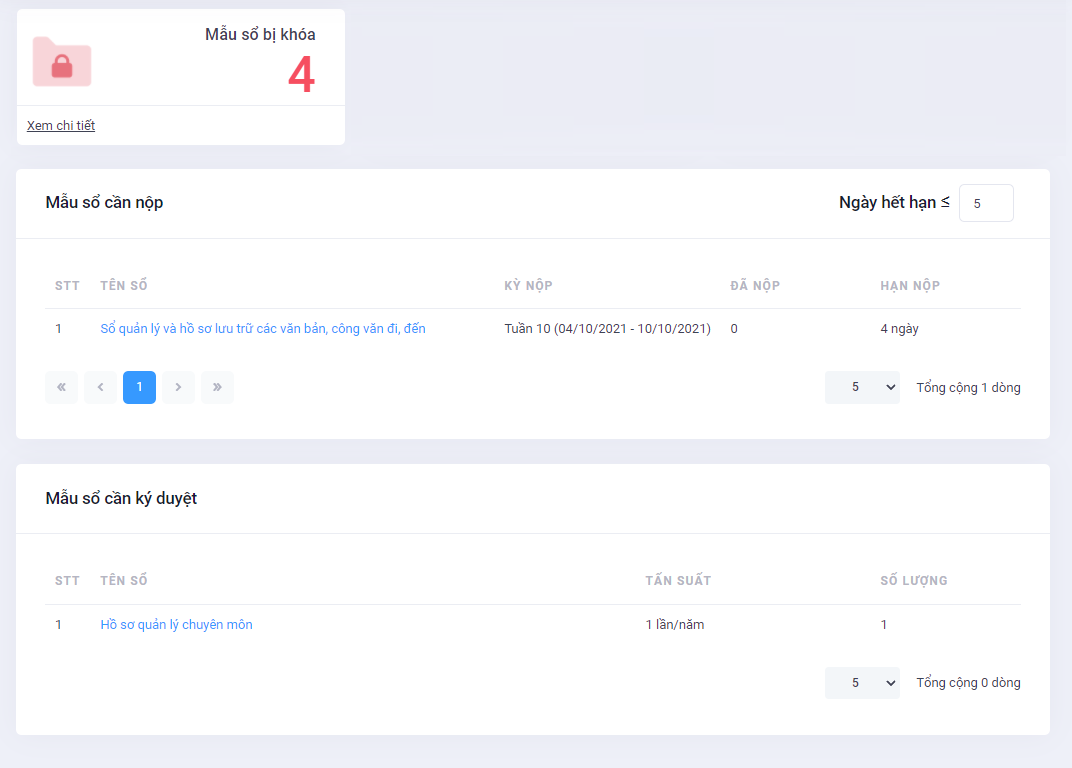 Mẫu sổ bị khóa
4
Xem chi tiết
Mẫu sổ cần nộp
Ngày hết hạn ≤ 5
STT TÊN SỔ KỲ NỘP ĐÃ NỘP HẠN NỘP
1 Sổ quản lý và hồ sơ lưu trữ các văn bản, công văn đi, đến Tuần 10 (04/10/2021 - 10/10/2021) 0 4 ngày
« ‹ 1 › » 5 Tổng cộng 1 dòng
Mẫu sổ cần ký duyệt
STT TÊN SỔ TẦN SUẤT SỐ LƯỢNG
1 Hồ sơ quản lý chuyên môn 1 lần/năm 1
5 Tổng cộng 0 dòng